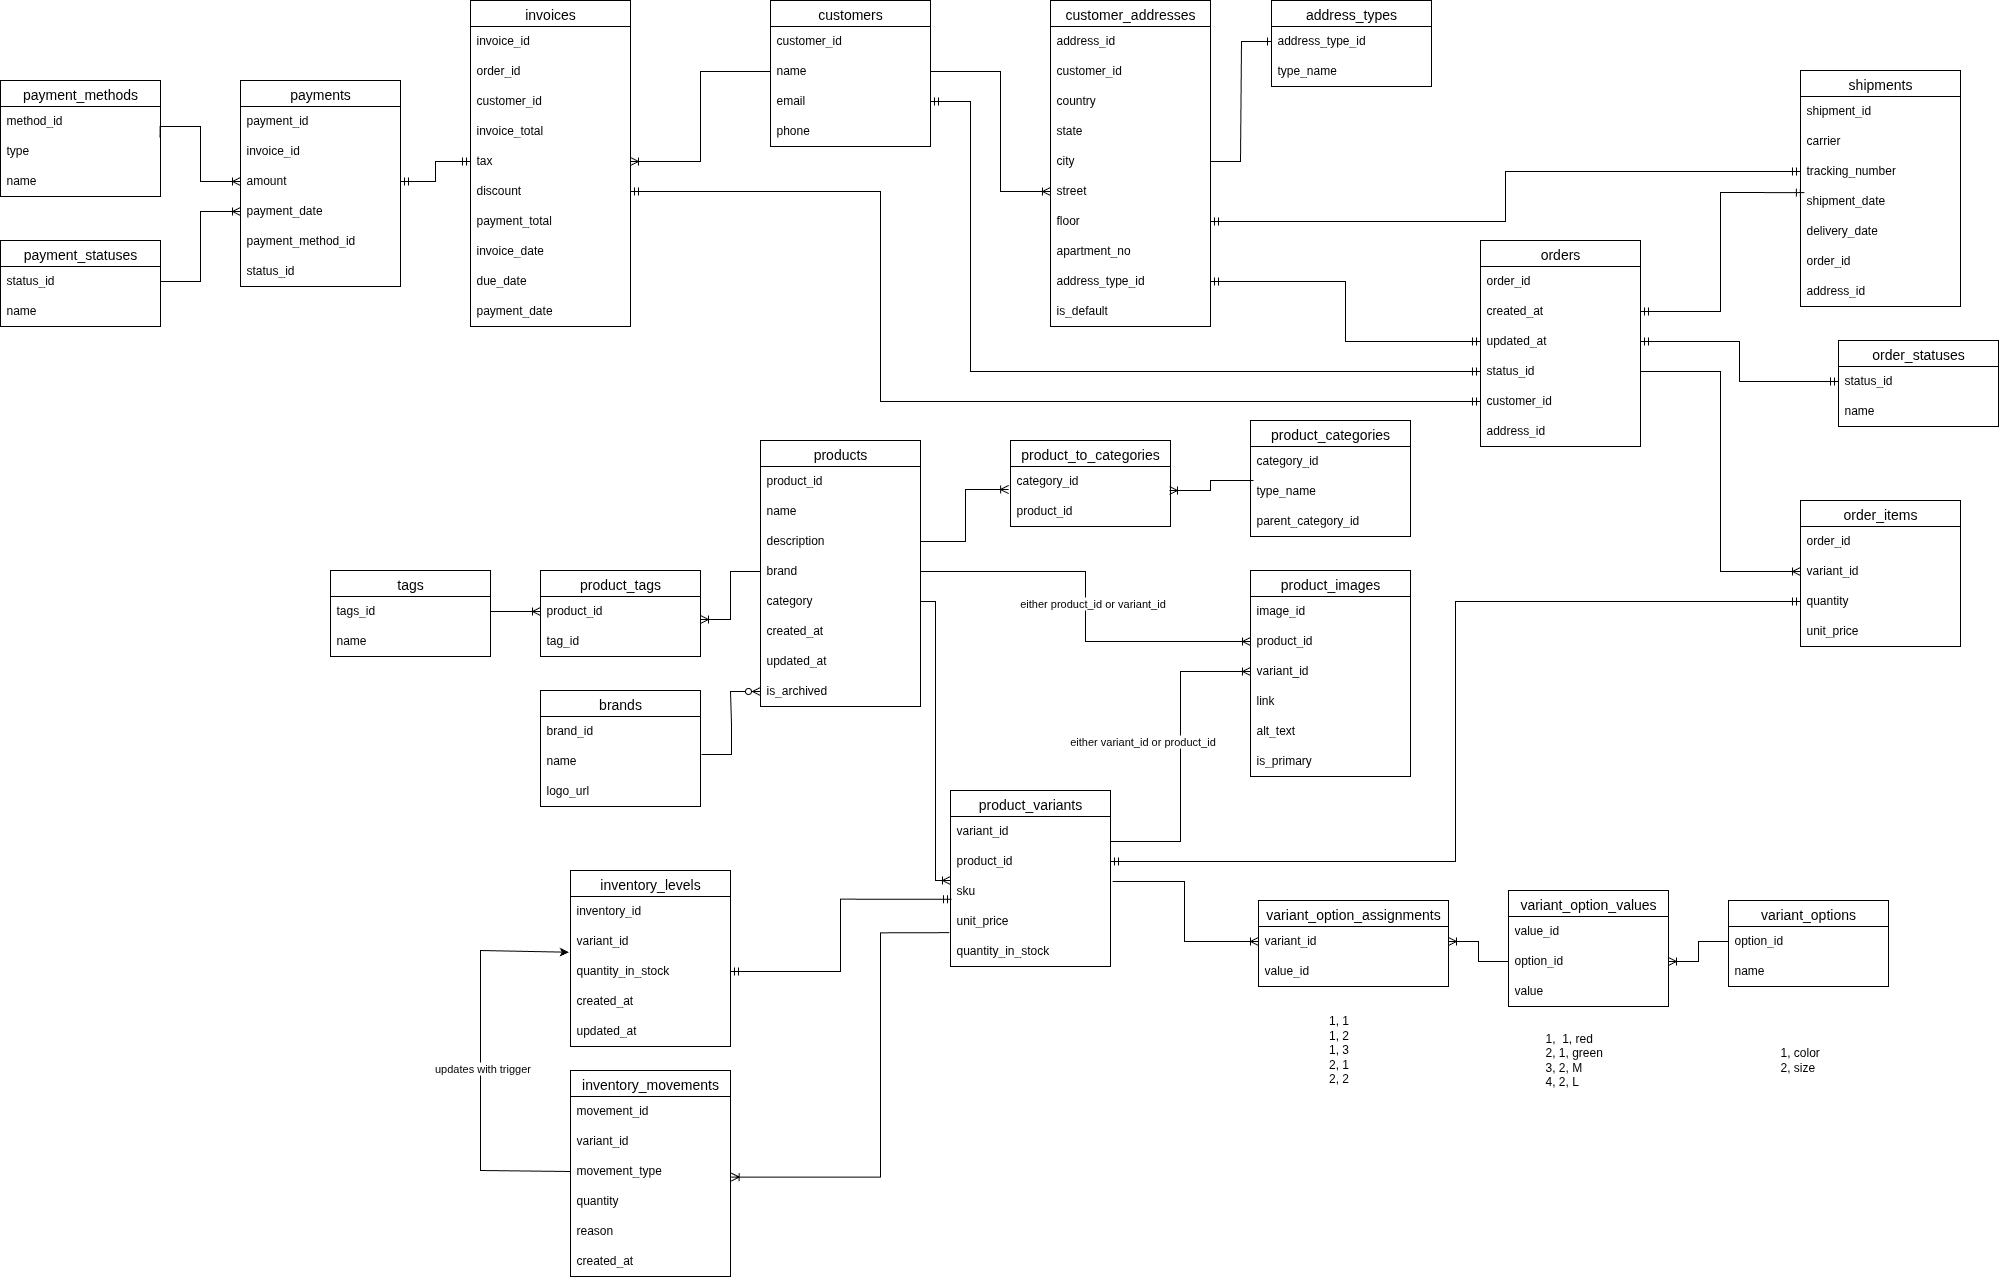 invoices
invoice_id
order_id
customer_id
invoice_total
tax
discount
payment_total
invoice_date
due_date
payment_date
customers
customer_id
name
email
phone
customer_addresses
address_id
customer_id
country
state
city
street
floor
apartment_no
address_type_id
is_default
address_types
address_type_id
type_name
payment_methods
method_id
type
name
payments
payment_id
invoice_id
amount
payment_date
payment_method_id
status_id
payment_statuses
status_id
name
shipments
shipment_id
carrier
tracking_number
shipment_date
delivery_date
order_id
address_id
orders
order_id
created_at
updated_at
status_id
customer_id
address_id
order_statuses
status_id
name
products
product_id
name
description
brand
category
created_at
updated_at
is_archived
product_to_categories
category_id
product_id
product_categories
category_id
type_name
parent_category_id
order_items
order_id
variant_id
quantity
unit_price
tags
tags_id
name
product_tags
product_id
tag_id
either product_id or variant_id
product_images
image_id
product_id
variant_id
link
alt_text
is_primary
brands
brand_id
name
logo_url
either variant_id or product_id
product_variants
variant_id
product_id
sku
unit_price
quantity_in_stock
inventory_levels
inventory_id
variant_id
quantity_in_stock
created_at
updated_at
variant_option_assignments
variant_id
value_id
variant_option_values
value_id
option_id
value
variant_options
option_id
name
1, 1
1, 2
1, 3
2, 1
2, 2
1, 1, red
2, 1, green
3, 2, M
4, 2, L
1, color
2, size
updates with trigger
inventory_movements
movement_id
variant_id
movement_type
quantity
reason
created_at